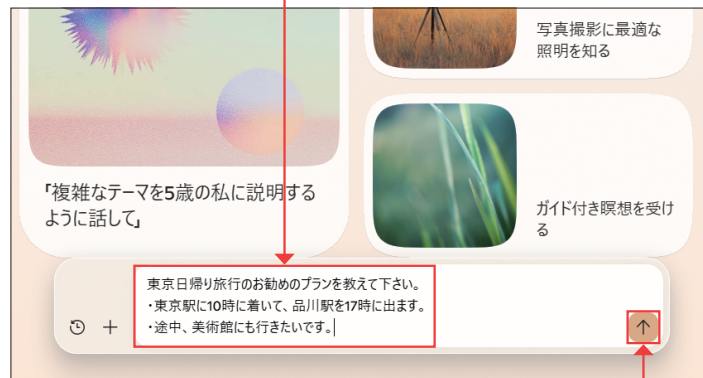 写真撮影に最適な
照明を知る
「複雑なテーマを5歳の私に説明する
ように話して」
ガイド付き瞑想を受け
る
東京日帰り旅行のお勧めのプランを教えて下さい。
・東京駅に10時に着いて、品川駅を17時に出ます。
・途中、美術館にも行きたいです。